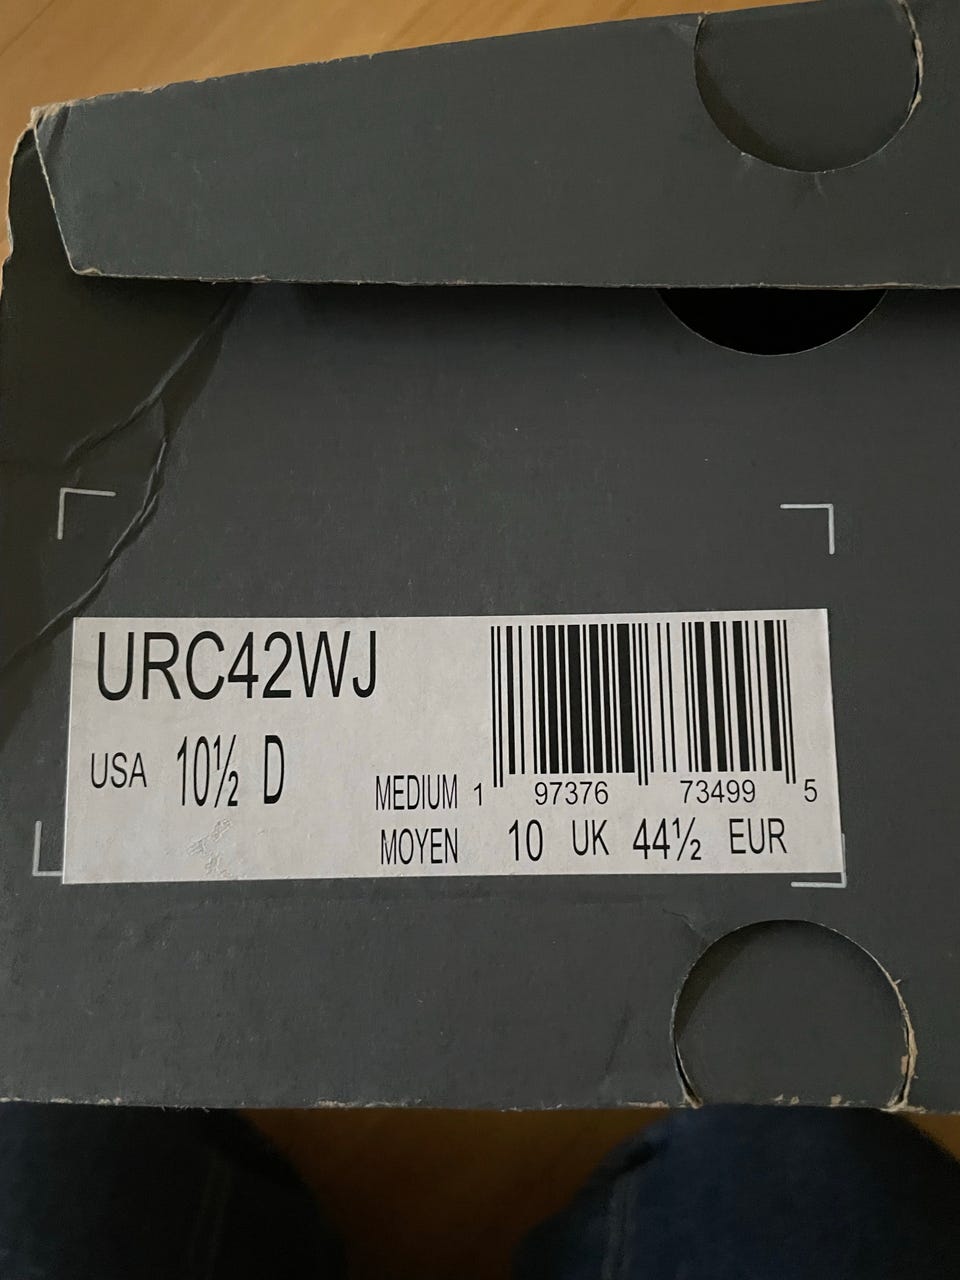 URC42WJ
USA 10½ D
MEDIUM
MOYEN
1 97376 73499 5
10 UK 44½ EUR